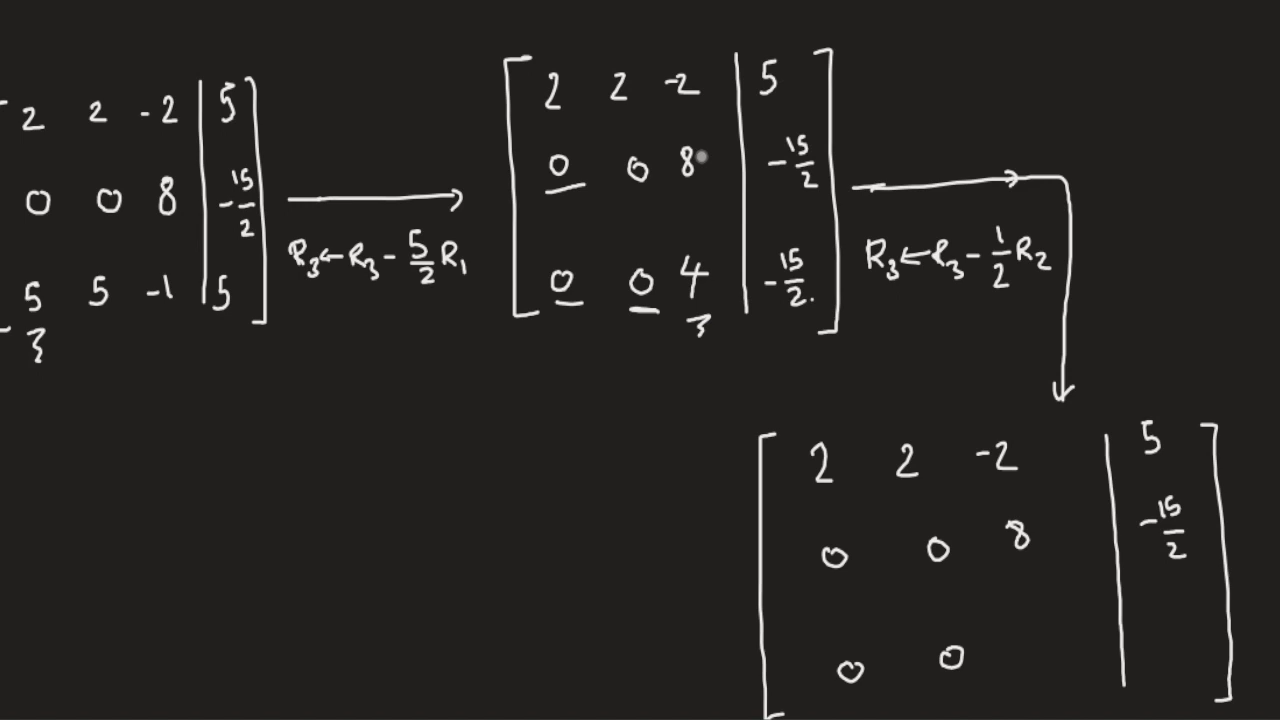 2 2 -2 | 5
0 0 8 | -15/2
5 5 -1 | 5
R₃ ← R₃ - 5/2 R₁
2 2 -2 | 5
0 0 8 | -15/2
0 0 4 | -15/2
R₃ ← R₃ - 1/2 R₂
2 2 -2 | 5
0 0 8 | -15/2
0 0